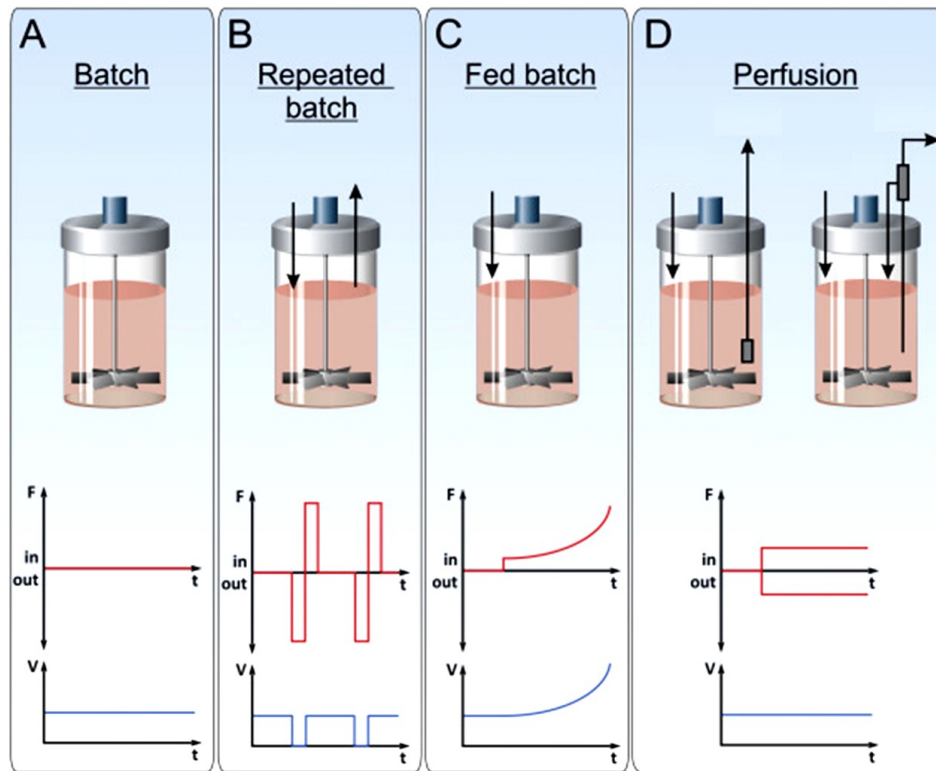 A
Batch
F
in
out
t
V
t
B
Repeated
batch
F
in
out
t
V
t
C
Fed batch
F
in
out
t
V
t
D
Perfusion
F
in
out
t
V
t